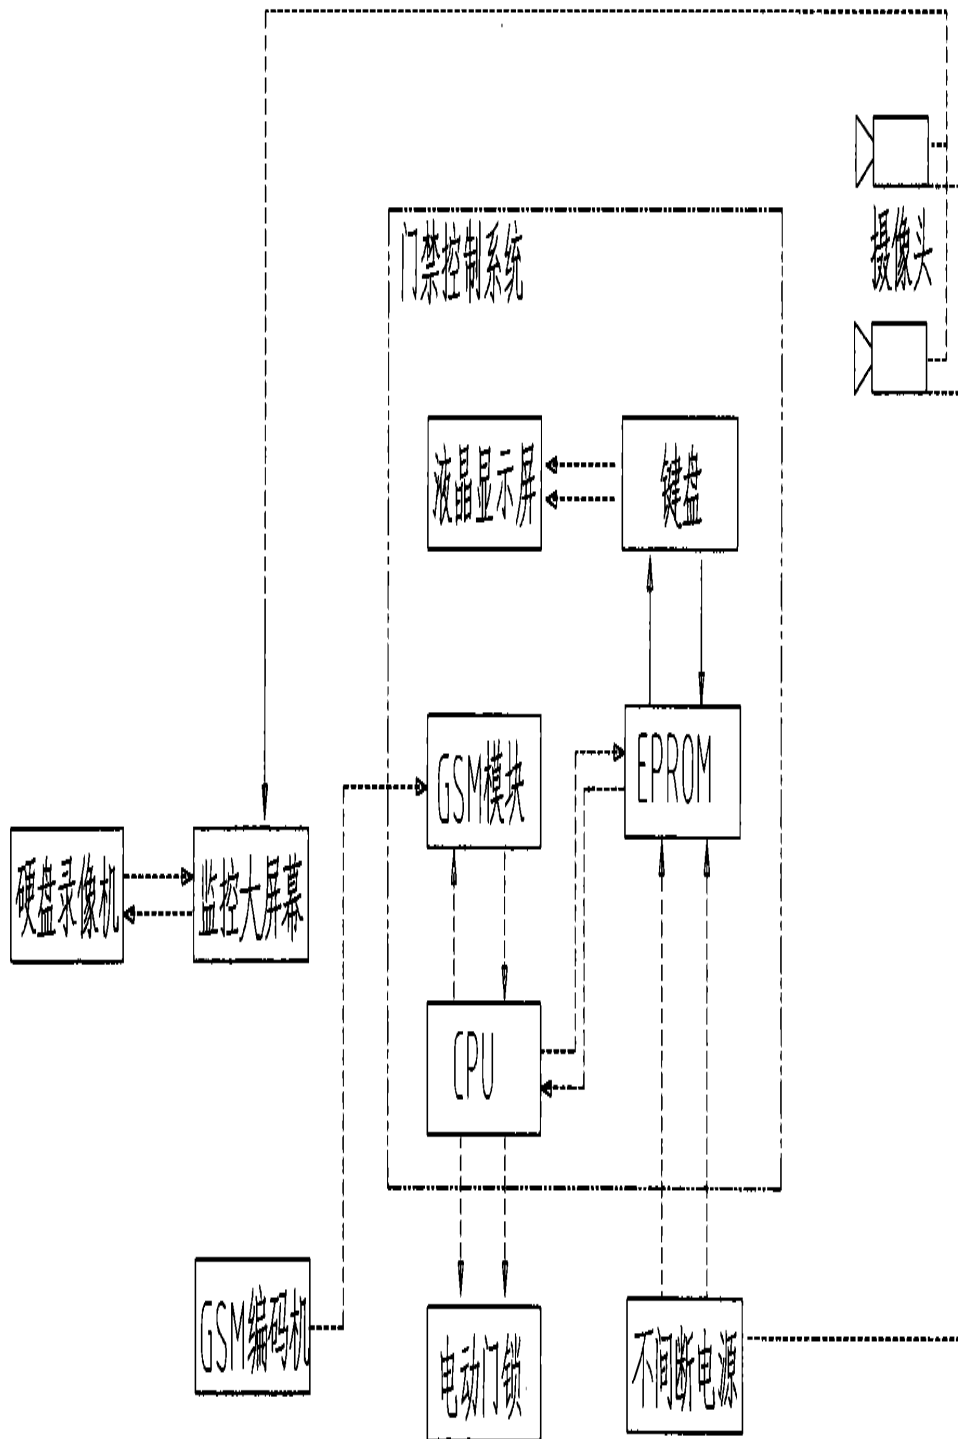 摄像头
门禁控制系统
液晶显示屏
键盘
GSM模块
EPROM
硬盘录像机
监控大屏幕
CPU
GSM编码机
电动门锁
不间断电源